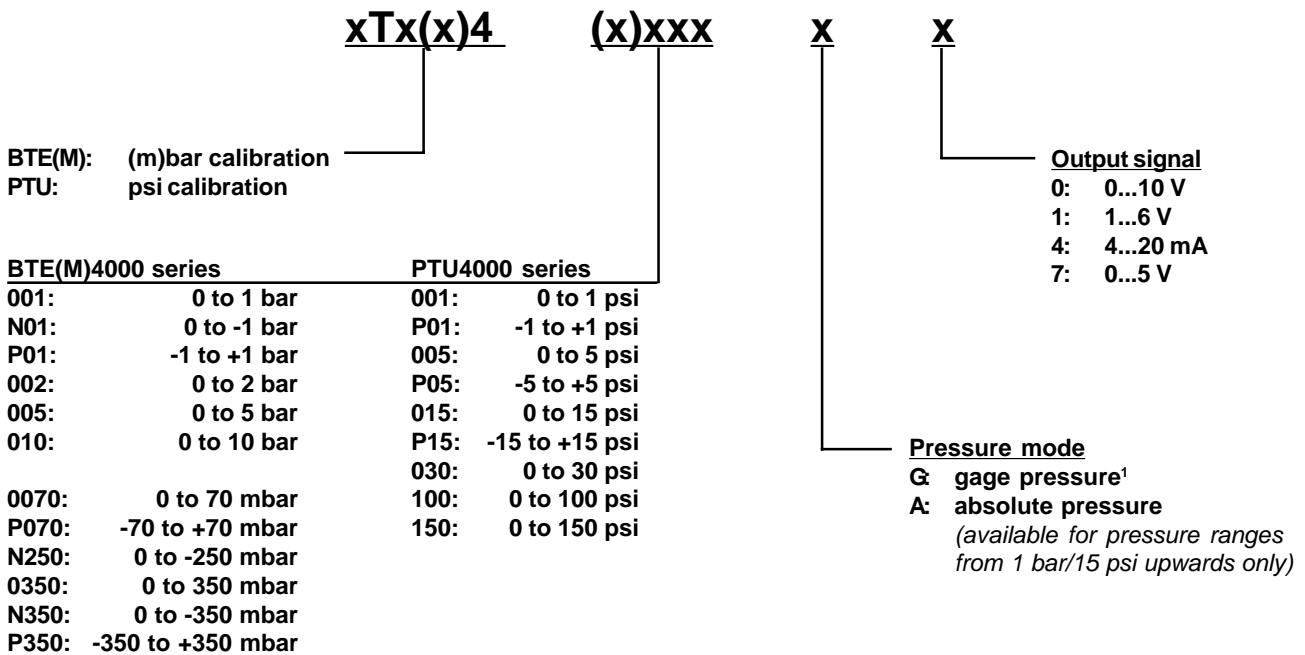 xTx(x)4 (x)xxx x x
BTE(M): (m)bar calibration
PTU: psi calibration
Output signal
0: 0...10 V
1: 1...6 V
4: 4...20 mA
7: 0...5 V
BTE(M)4000 series
001: 0 to 1 bar
N01: 0 to -1 bar
P01: -1 to +1 bar
002: 0 to 2 bar
005: 0 to 5 bar
010: 0 to 10 bar
0070: 0 to 70 mbar
P070: -70 to +70 mbar
N250: 0 to -250 mbar
0350: 0 to 350 mbar
N350: 0 to -350 mbar
P350: -350 to +350 mbar
PTU4000 series
001: 0 to 1 psi
P01: -1 to +1 psi
005: 0 to 5 psi
P05: -5 to +5 psi
015: 0 to 15 psi
P15: -15 to +15 psi
030: 0 to 30 psi
100: 0 to 100 psi
150: 0 to 150 psi
Pressure mode
G: gage pressure¹
A: absolute pressure
(available for pressure ranges
from 1 bar/15 psi upwards only)